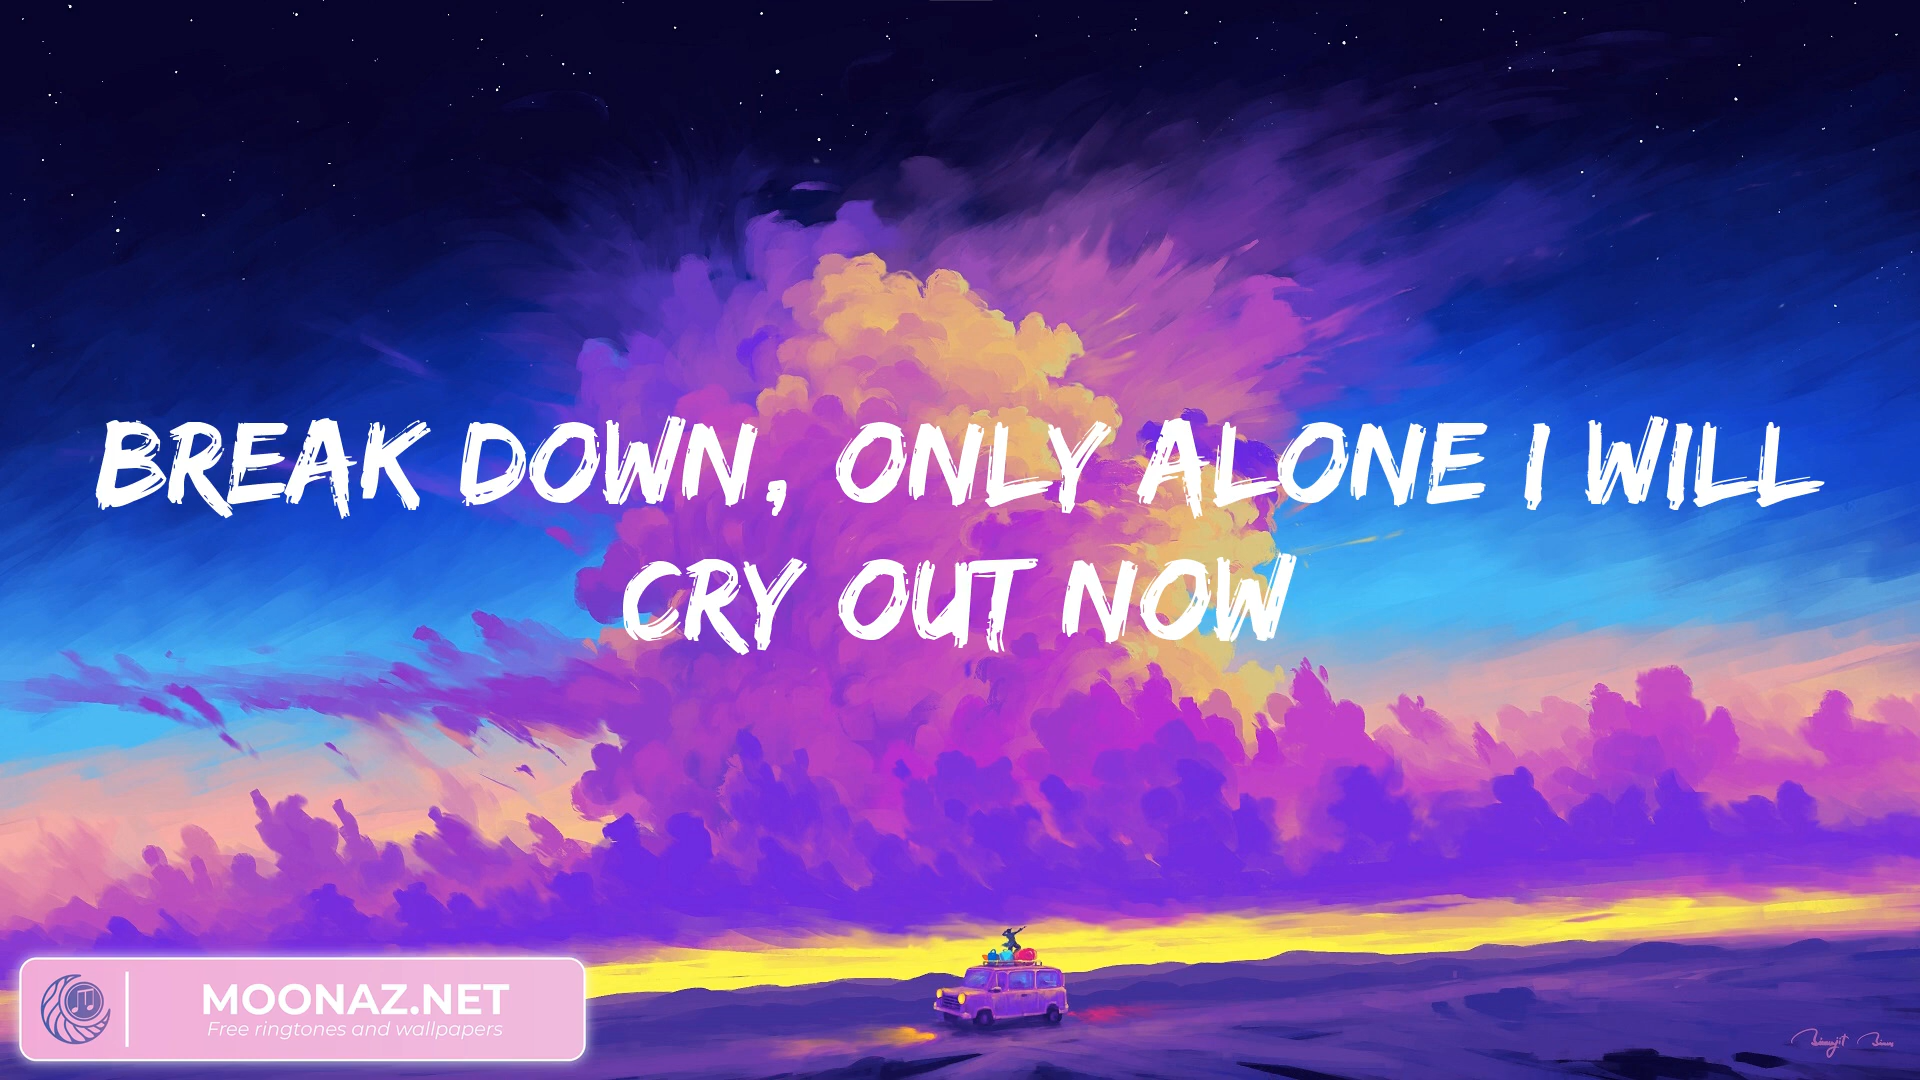 BREAK DOWN, ONLY ALONE I WILL
CRY OUT NOW
MOONAZ.NET
Free ringtones and wallpapers